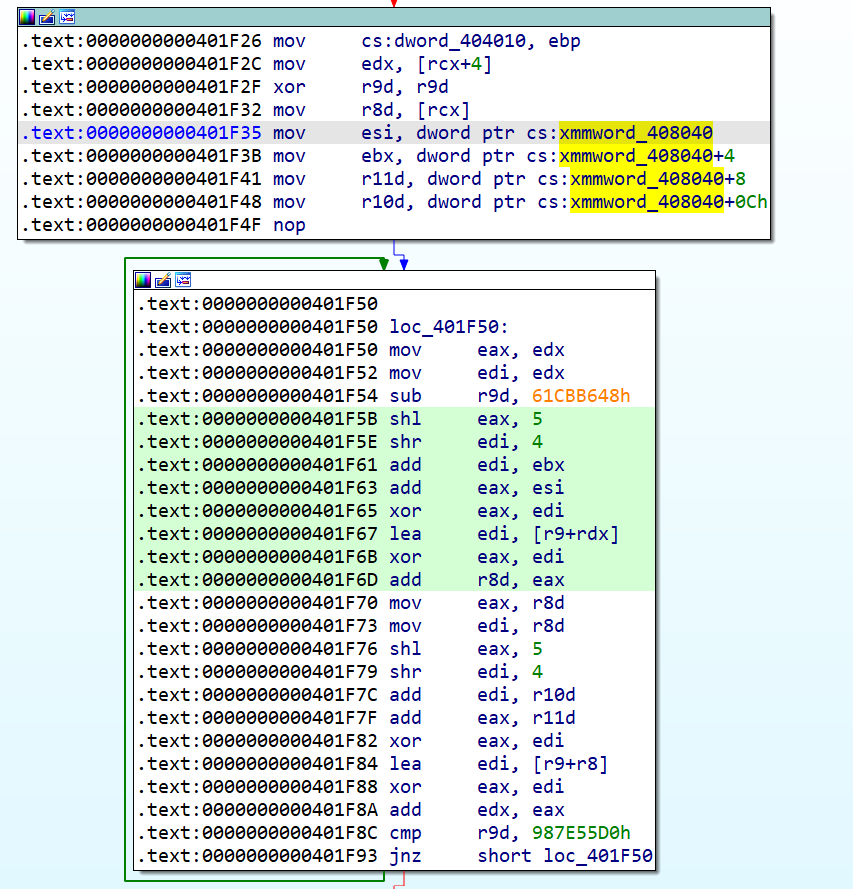 .text:0000000000401F26 mov cs:dword_404010, ebp
.text:0000000000401F2C mov edx, [rcx+4]
.text:0000000000401F2F xor r9d, r9d
.text:0000000000401F32 mov r8d, [rcx]
.text:0000000000401F35 mov esi, dword ptr cs:xmmword_408040
.text:0000000000401F3B mov ebx, dword ptr cs:xmmword_408040+4
.text:0000000000401F41 mov r11d, dword ptr cs:xmmword_408040+8
.text:0000000000401F48 mov r10d, dword ptr cs:xmmword_408040+0Ch
.text:0000000000401F4F nop
.text:0000000000401F50
.text:0000000000401F50 loc_401F50:
.text:0000000000401F50 mov eax, edx
.text:0000000000401F52 mov edi, edx
.text:0000000000401F54 sub r9d, 61CBB648h
.text:0000000000401F5B shl eax, 5
.text:0000000000401F5E shr edi, 4
.text:0000000000401F61 add edi, ebx
.text:0000000000401F63 add eax, esi
.text:0000000000401F65 xor eax, edi
.text:0000000000401F67 lea edi, [r9+rdx]
.text:0000000000401F6B xor eax, edi
.text:0000000000401F6D add r8d, eax
.text:0000000000401F70 mov eax, r8d
.text:0000000000401F73 mov edi, r8d
.text:0000000000401F76 shl eax, 5
.text:0000000000401F79 shr edi, 4
.text:0000000000401F7C add edi, r10d
.text:0000000000401F7F add eax, r11d
.text:0000000000401F82 xor eax, edi
.text:0000000000401F84 lea edi, [r9+r8]
.text:0000000000401F88 xor eax, edi
.text:0000000000401F8A add edx, eax
.text:0000000000401F8C cmp r9d, 987E55D0h
.text:0000000000401F93 jnz short loc_401F50